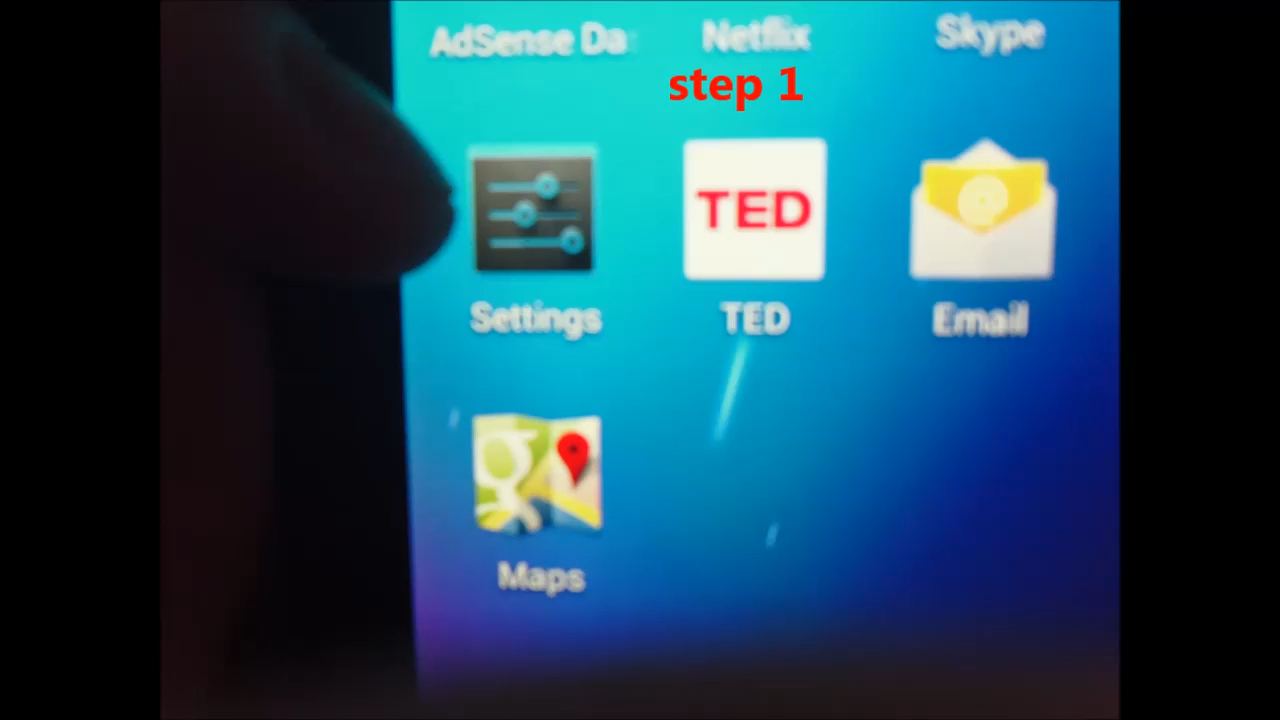 AdSense Da
Netflix
Skype
step 1
TED
Settings
TED
Email
Maps